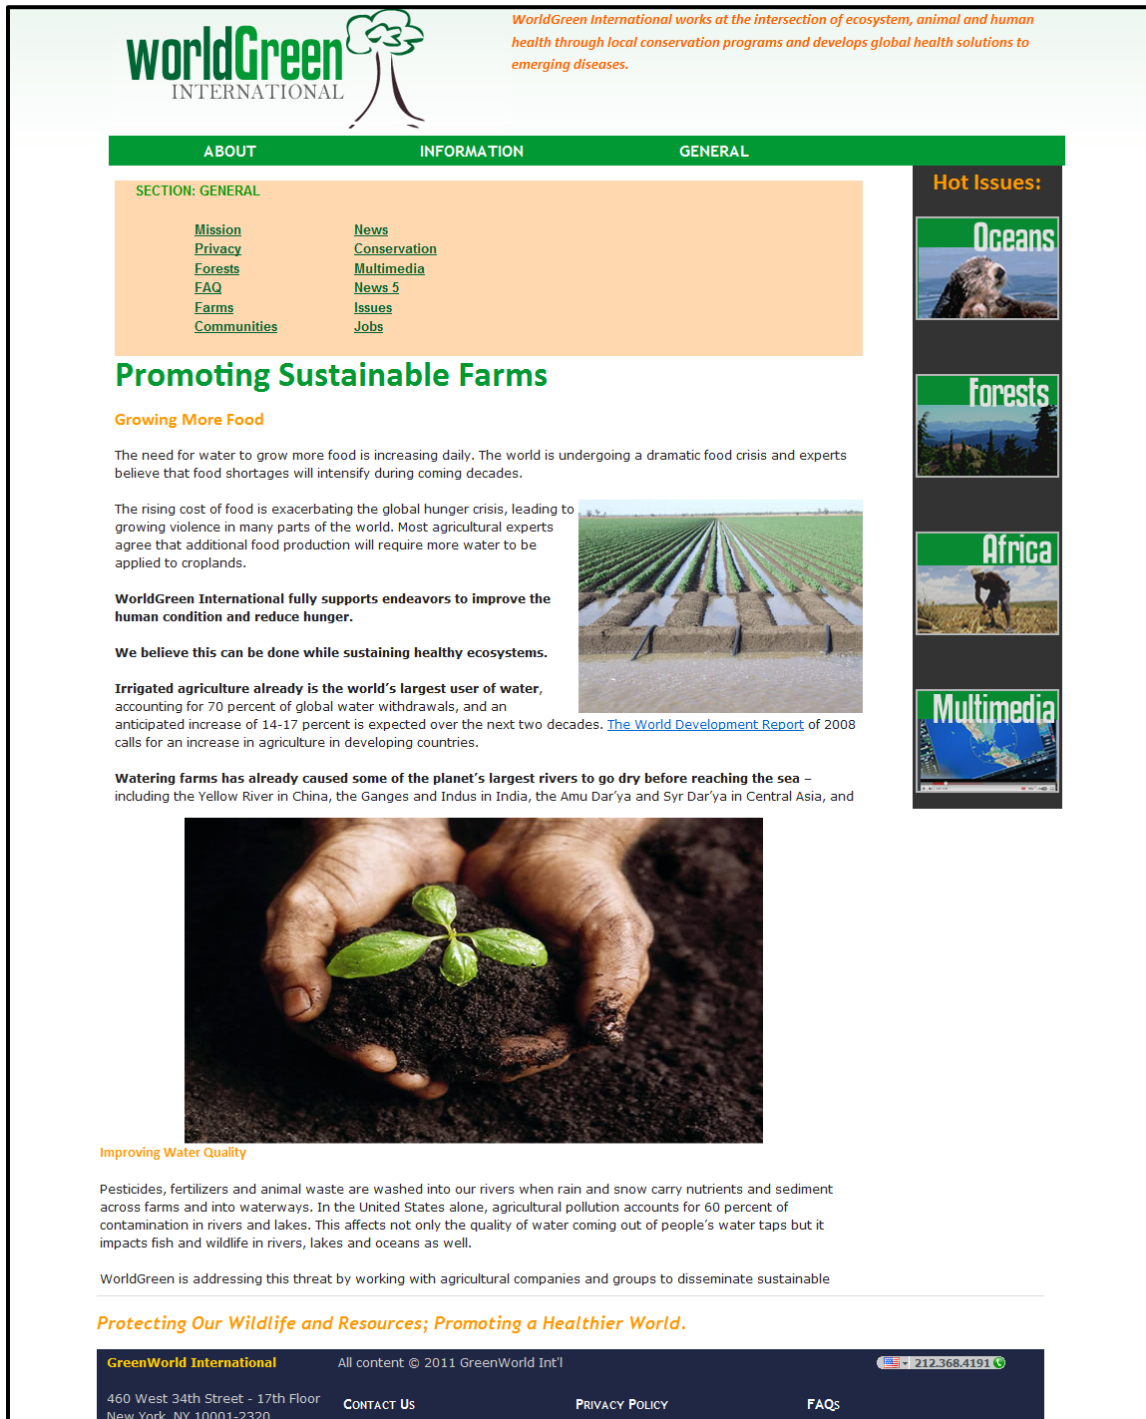 worldGreen
INTERNATIONAL
WorldGreen International works at the intersection of ecosystem, animal and human
health through local conservation programs and develops global health solutions to
emerging diseases.
ABOUT INFORMATION GENERAL
SECTION: GENERAL
Mission News
Privacy Conservation
Forests Multimedia
FAQ News 5
Farms Issues
Communities Jobs
Hot Issues:
Oceans
Forests
Africa
Multimedia
Promoting Sustainable Farms
Growing More Food
The need for water to grow more food is increasing daily. The world is undergoing a dramatic food crisis and experts
believe that food shortages will intensify during coming decades.
The rising cost of food is exacerbating the global hunger crisis, leading to
growing violence in many parts of the world. Most agricultural experts
agree that additional food production will require more water to be
applied to croplands.
WorldGreen International fully supports endeavors to improve the
human condition and reduce hunger.
We believe this can be done while sustaining healthy ecosystems.
Irrigated agriculture already is the world's largest user of water,
accounting for 70 percent of global water withdrawals, and an
anticipated increase of 14-17 percent is expected over the next two decades. The World Development Report of 2008
calls for an increase in agriculture in developing countries.
Watering farms has already caused some of the planet's largest rivers to go dry before reaching the sea –
including the Yellow River in China, the Ganges and Indus in India, the Amu Dar'ya and Syr Dar'ya in Central Asia, and
Improving Water Quality
Pesticides, fertilizers and animal waste are washed into our rivers when rain and snow carry nutrients and sediment
across farms and into waterways. In the United States alone, agricultural pollution accounts for 60 percent of
contamination in rivers and lakes. This affects not only the quality of water coming out of people's water taps but it
impacts fish and wildlife in rivers, lakes and oceans as well.
WorldGreen is addressing this threat by working with agricultural companies and groups to disseminate sustainable
Protecting Our Wildlife and Resources; Promoting a Healthier World.
GreenWorld International All content © 2011 GreenWorld Int'l 212.368.4191
460 West 34th Street - 17th Floor
New York, NY 10001-2320
CONTACT US PRIVACY POLICY FAQS